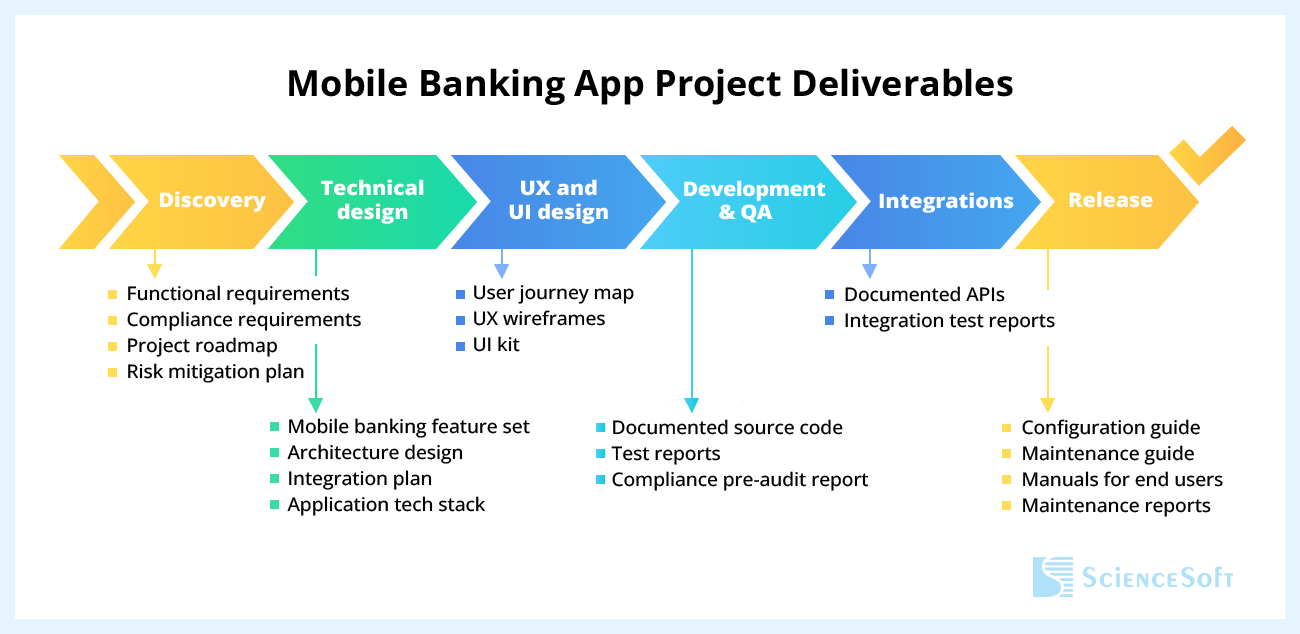 Mobile Banking App Project Deliverables
Discovery
Technical
design
UX and
UI design
Development
& QA
Integrations
Release
Functional requirements
Compliance requirements
Project roadmap
Risk mitigation plan
Mobile banking feature set
Architecture design
Integration plan
Application tech stack
User journey map
UX wireframes
UI kit
Documented source code
Test reports
Compliance pre-audit report
Documented APIs
Integration test reports
Configuration guide
Maintenance guide
Manuals for end users
Maintenance reports
ScienceSoft